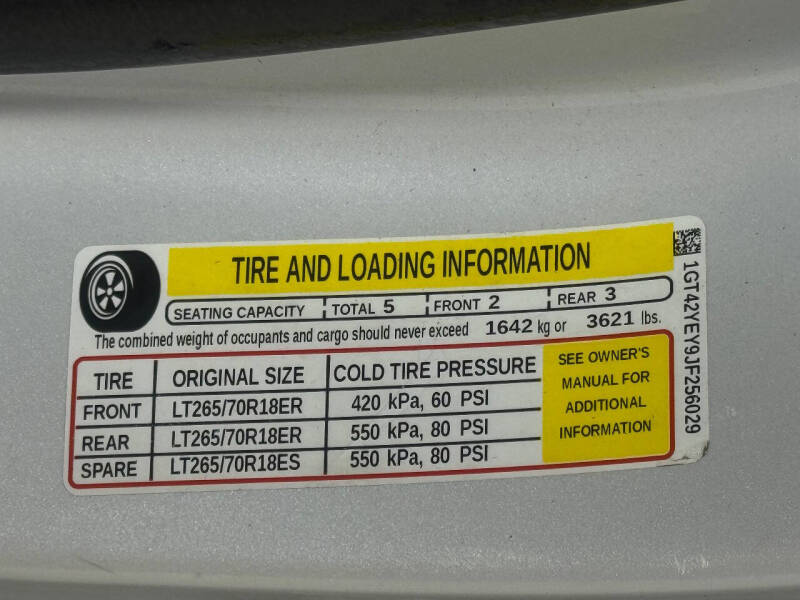 TIRE AND LOADING INFORMATION
SEATING CAPACITY TOTAL 5 FRONT 2 REAR 3
The combined weight of occupants and cargo should never exceed 1642 kg or 3621 lbs.
TIRE ORIGINAL SIZE COLD TIRE PRESSURE
FRONT LT265/70R18ER 420 kPa, 60 PSI
REAR LT265/70R18ER 550 kPa, 80 PSI
SPARE LT265/70R18ES 550 kPa, 80 PSI
SEE OWNER'S
MANUAL FOR
ADDITIONAL
INFORMATION
1GT42YEY9JF256029